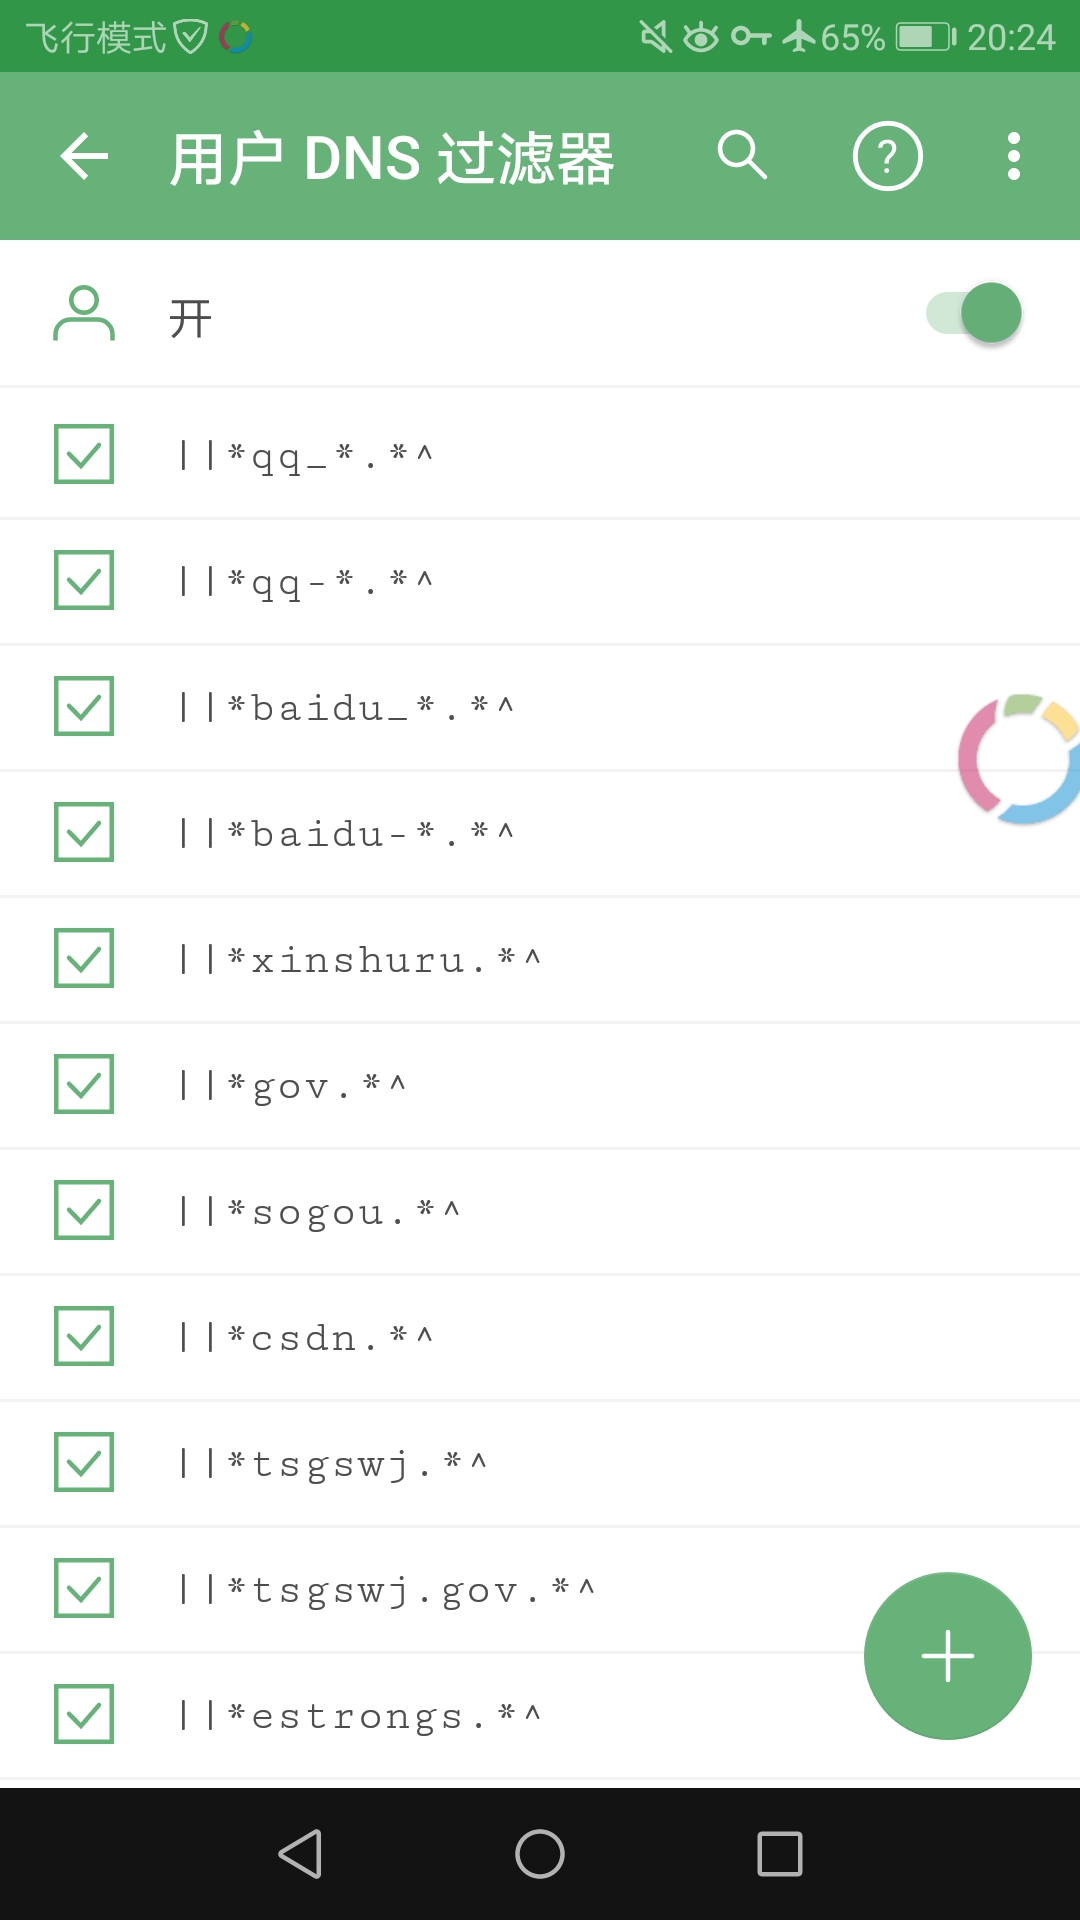 飞行模式 65% 20:24
用户 DNS 过滤器 ?
开
||*qq_*.*^
||*qq-*.*^
||*baidu_*.*^
||*baidu-*.*^
||*xinshuru.*^
||*gov.*^
||*sogou.*^
||*csdn.*^
||*tsgswj.*^
||*tsgswj.gov.*^
||*estrongs.*^